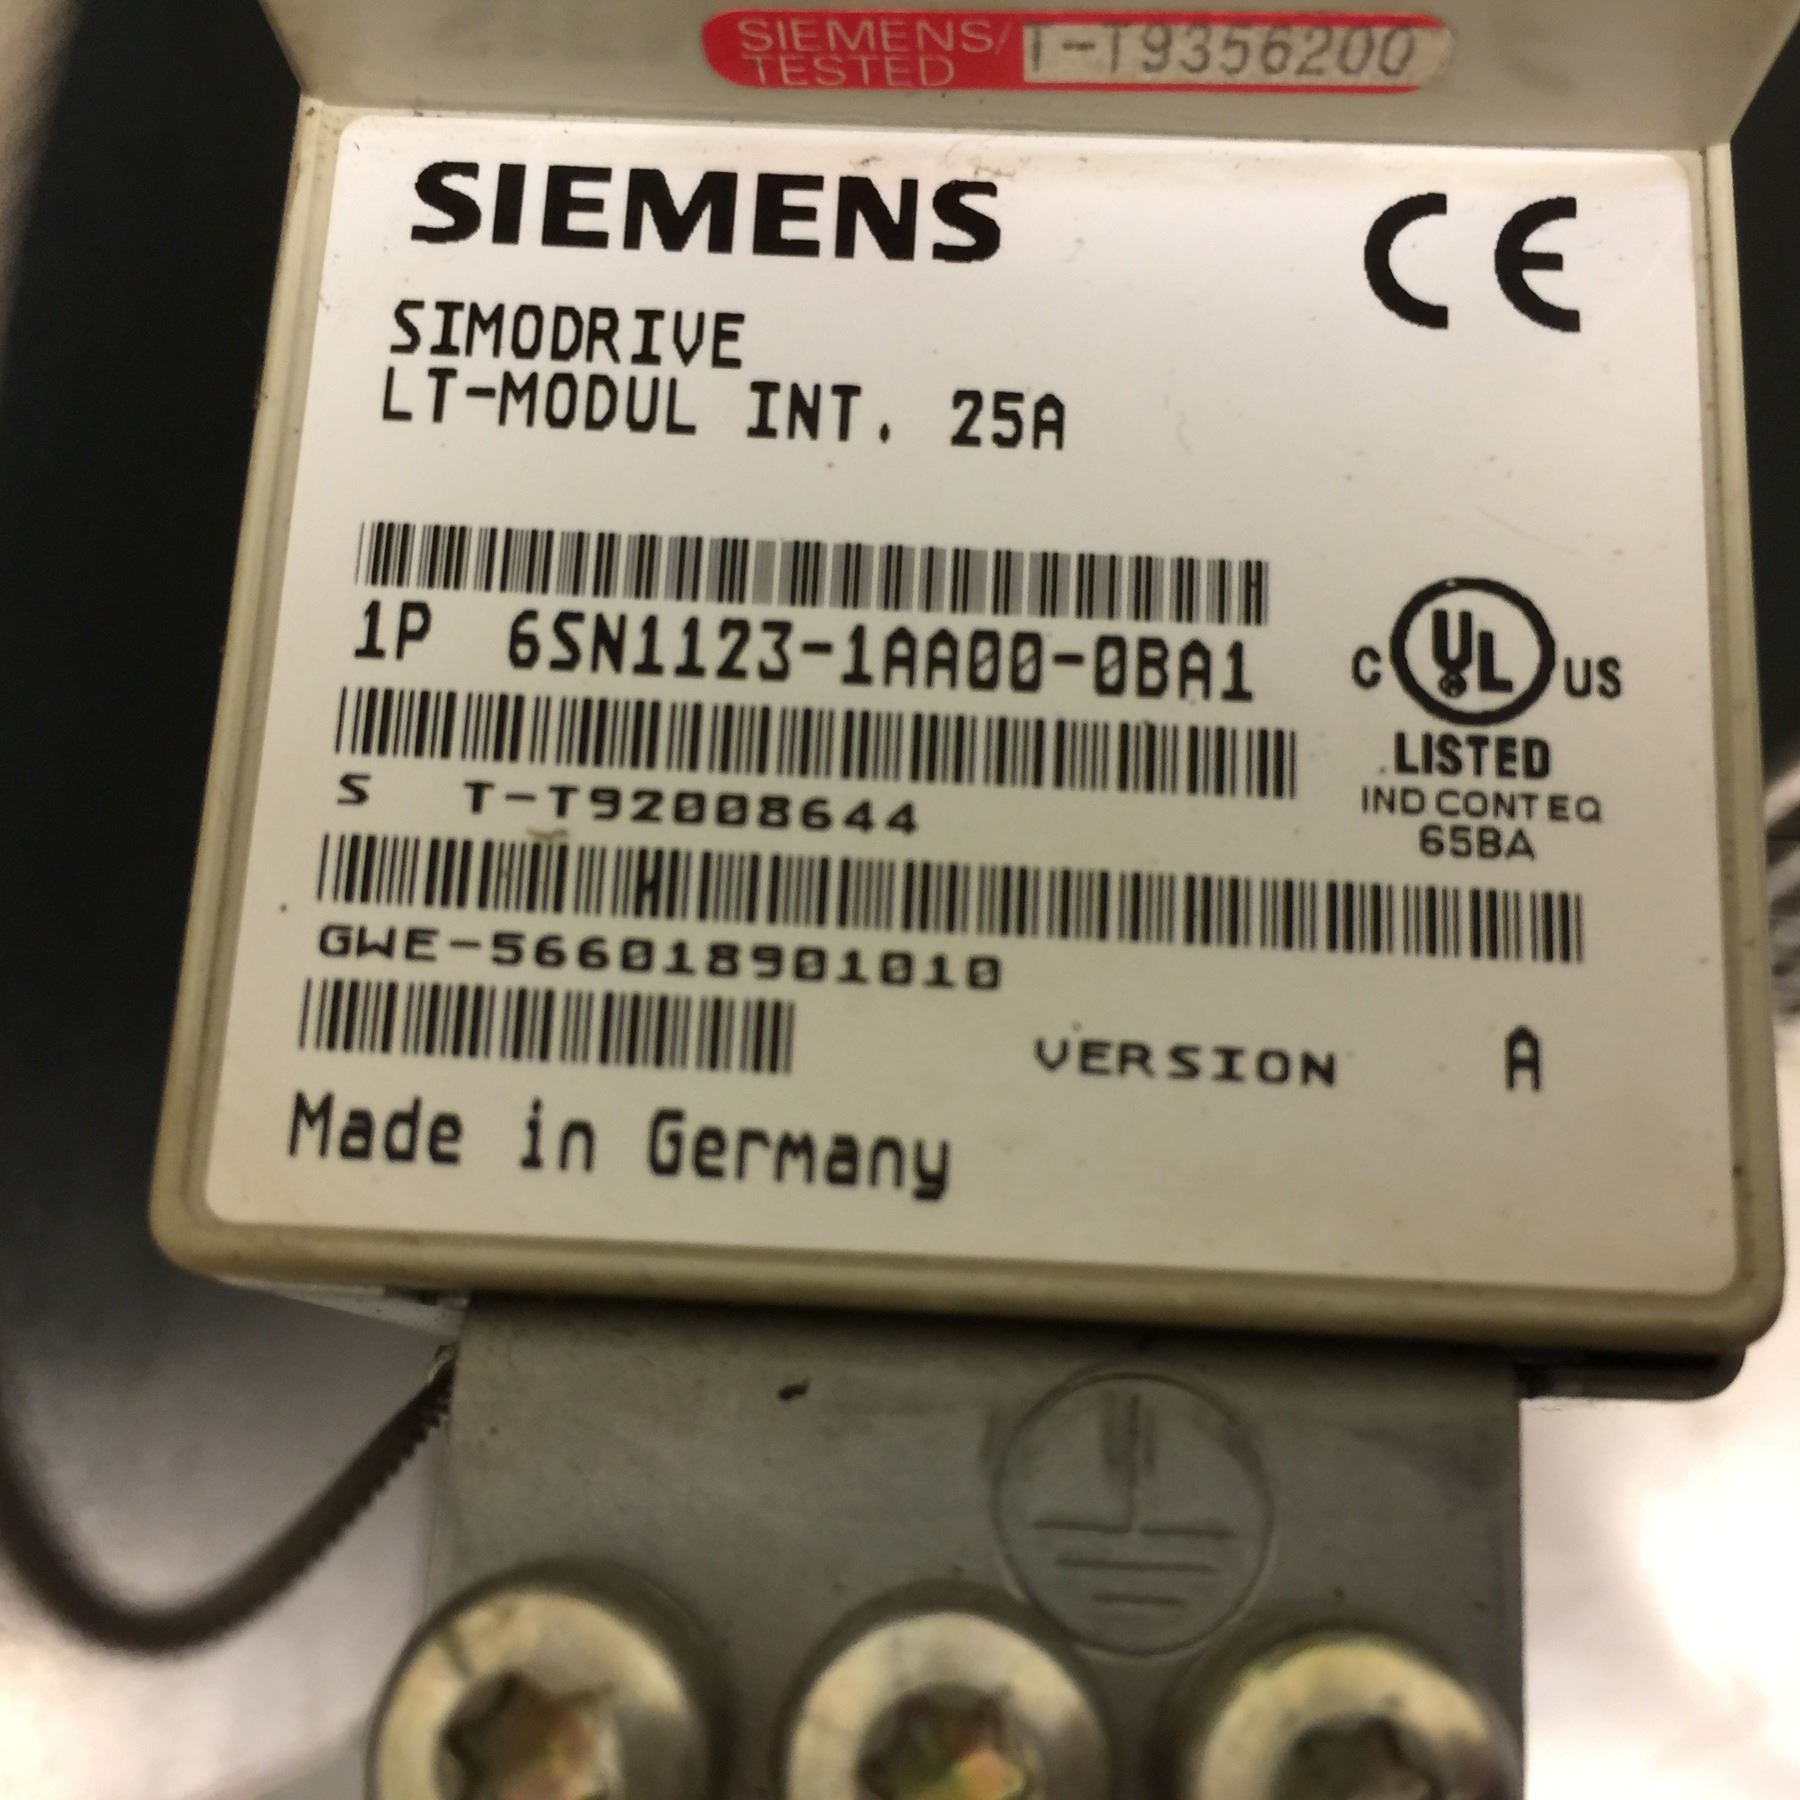 SIEMENS/ T-T9356200
TESTED
SIEMENS CE
SIMODRIVE
LT-MODUL INT. 25A
1P 6SN1123-1AA00-0BA1
C UL US
LISTED
IND CONT EQ
65BA
S T-T92008644
GWE-566018901010
VERSION A
Made in Germany